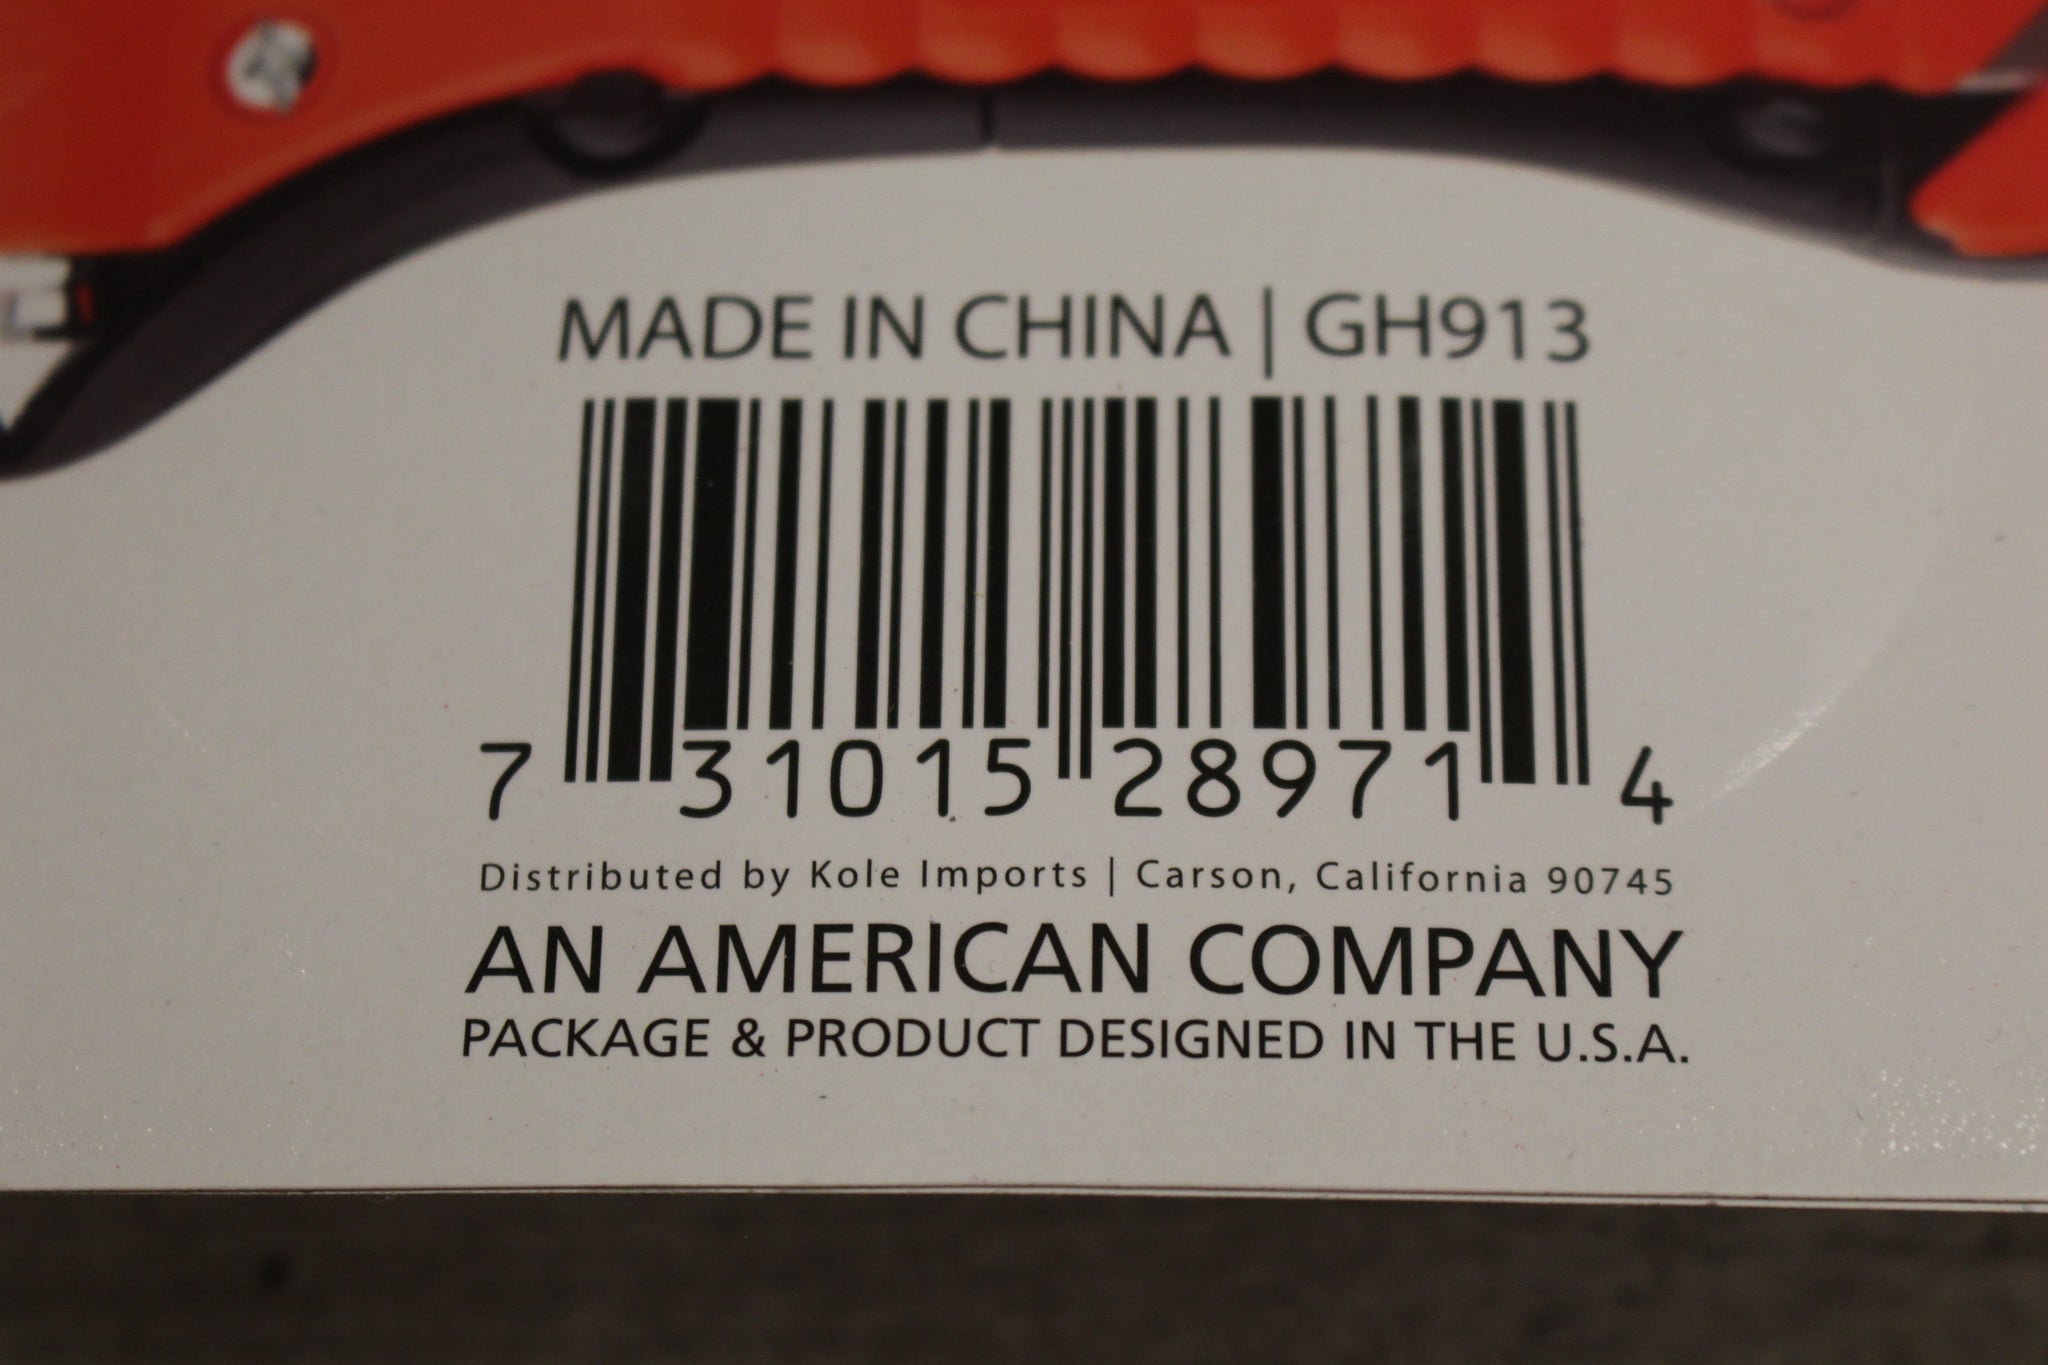 MADE IN CHINA | GH913
7 31015 28971 4
Distributed by Kole Imports | Carson, California 90745
AN AMERICAN COMPANY
PACKAGE & PRODUCT DESIGNED IN THE U.S.A.